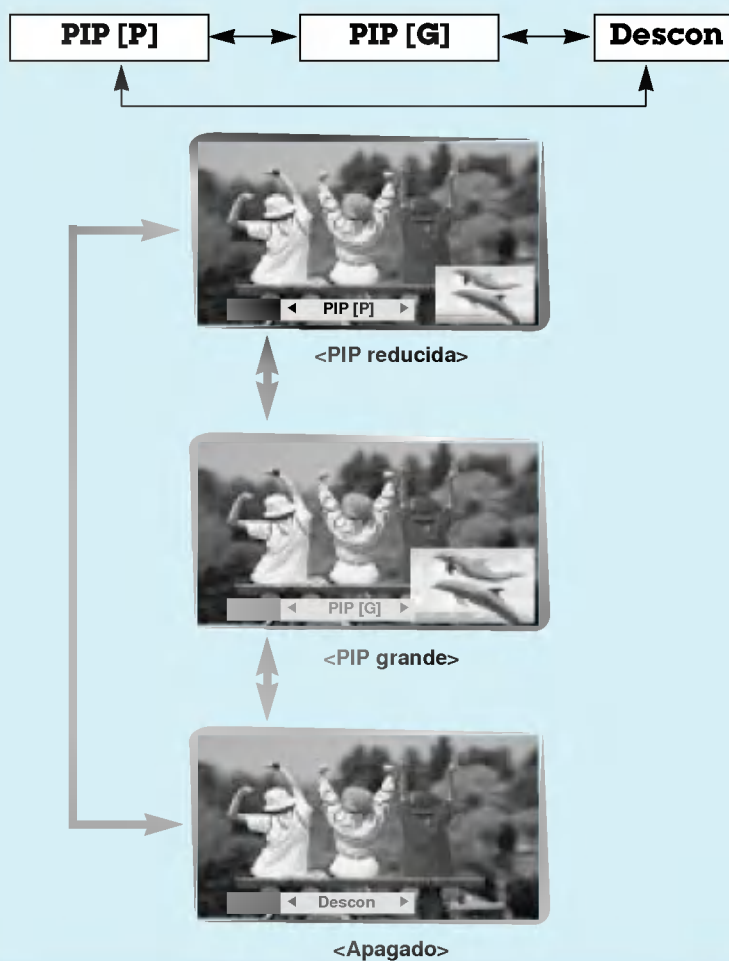 PIP [P] PIP [G] Descon
PIP [P]
<PIP reducida>
PIP [G]
<PIP grande>
Descon
<Apagado>